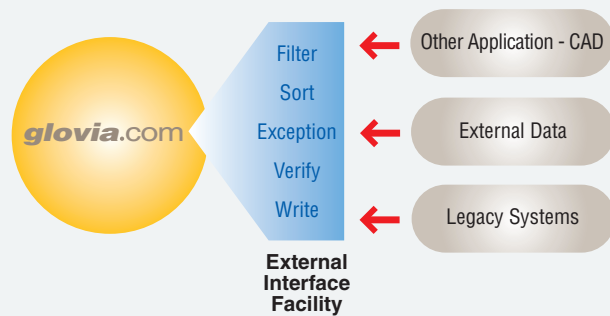 glovia.com
Filter
Sort
Exception
Verify
Write
External
Interface
Facility
Other Application - CAD
External Data
Legacy Systems